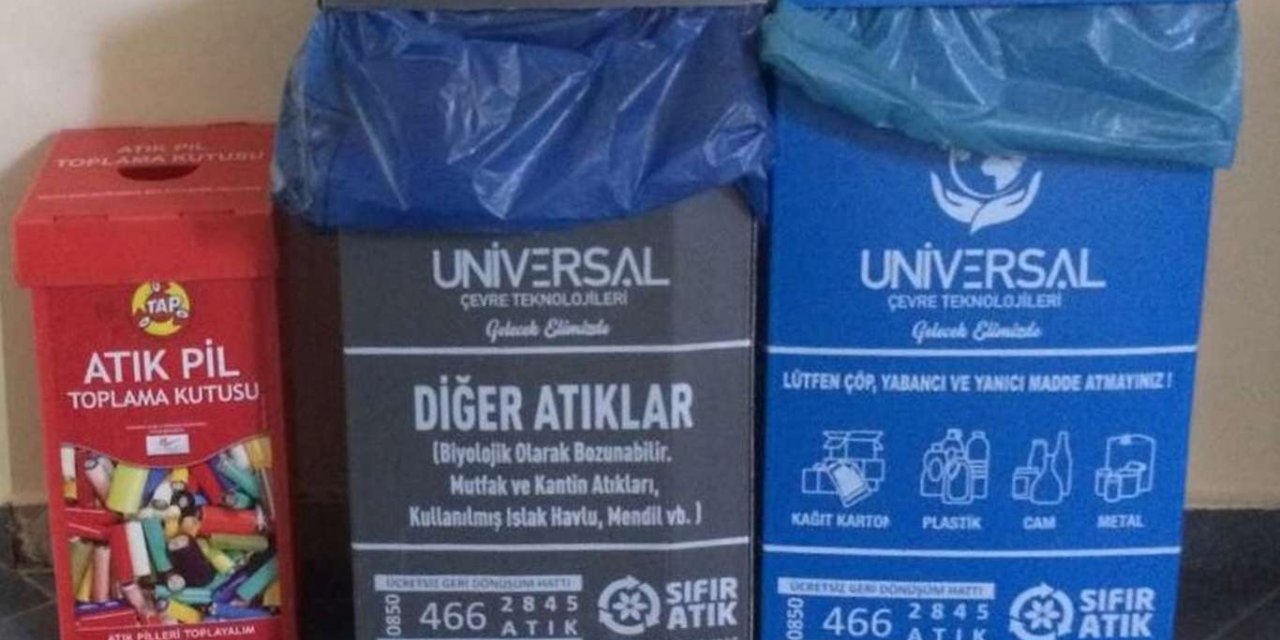 ATIK PİL
TOPLAMA KUTUSU
TAP
ATIK PİL
TOPLAMA KUTUSU
ATIK PİLLERİ TOPLAYALIM
UNİVERSAL
ÇEVRE TEKNOLOJİLERİ
Gelecek Elimizde
DİĞER ATIKLAR
(Biyolojik Olarak Bozunabilir.
Mutfak ve Kantin Atıkları,
Kullanılmış Islak Havlu, Mendil vb. )
ÜCRETSİZ GERİ DÖNÜŞÜM HATTI
0850 466 2845
ATIK
SIFIR
ATIK
UNİVERSAL
ÇEVRE TEKNOLOJİLERİ
Gelecek Elimizde
LÜTFEN ÇÖP, YABANCI VE YANICI MADDE ATMAYINIZ !
KAĞIT KARTON PLASTİK CAM METAL
ÜCRETSİZ GERİ DÖNÜŞÜM HATTI
0850 466 2845
ATIK
SIFIR
ATIK